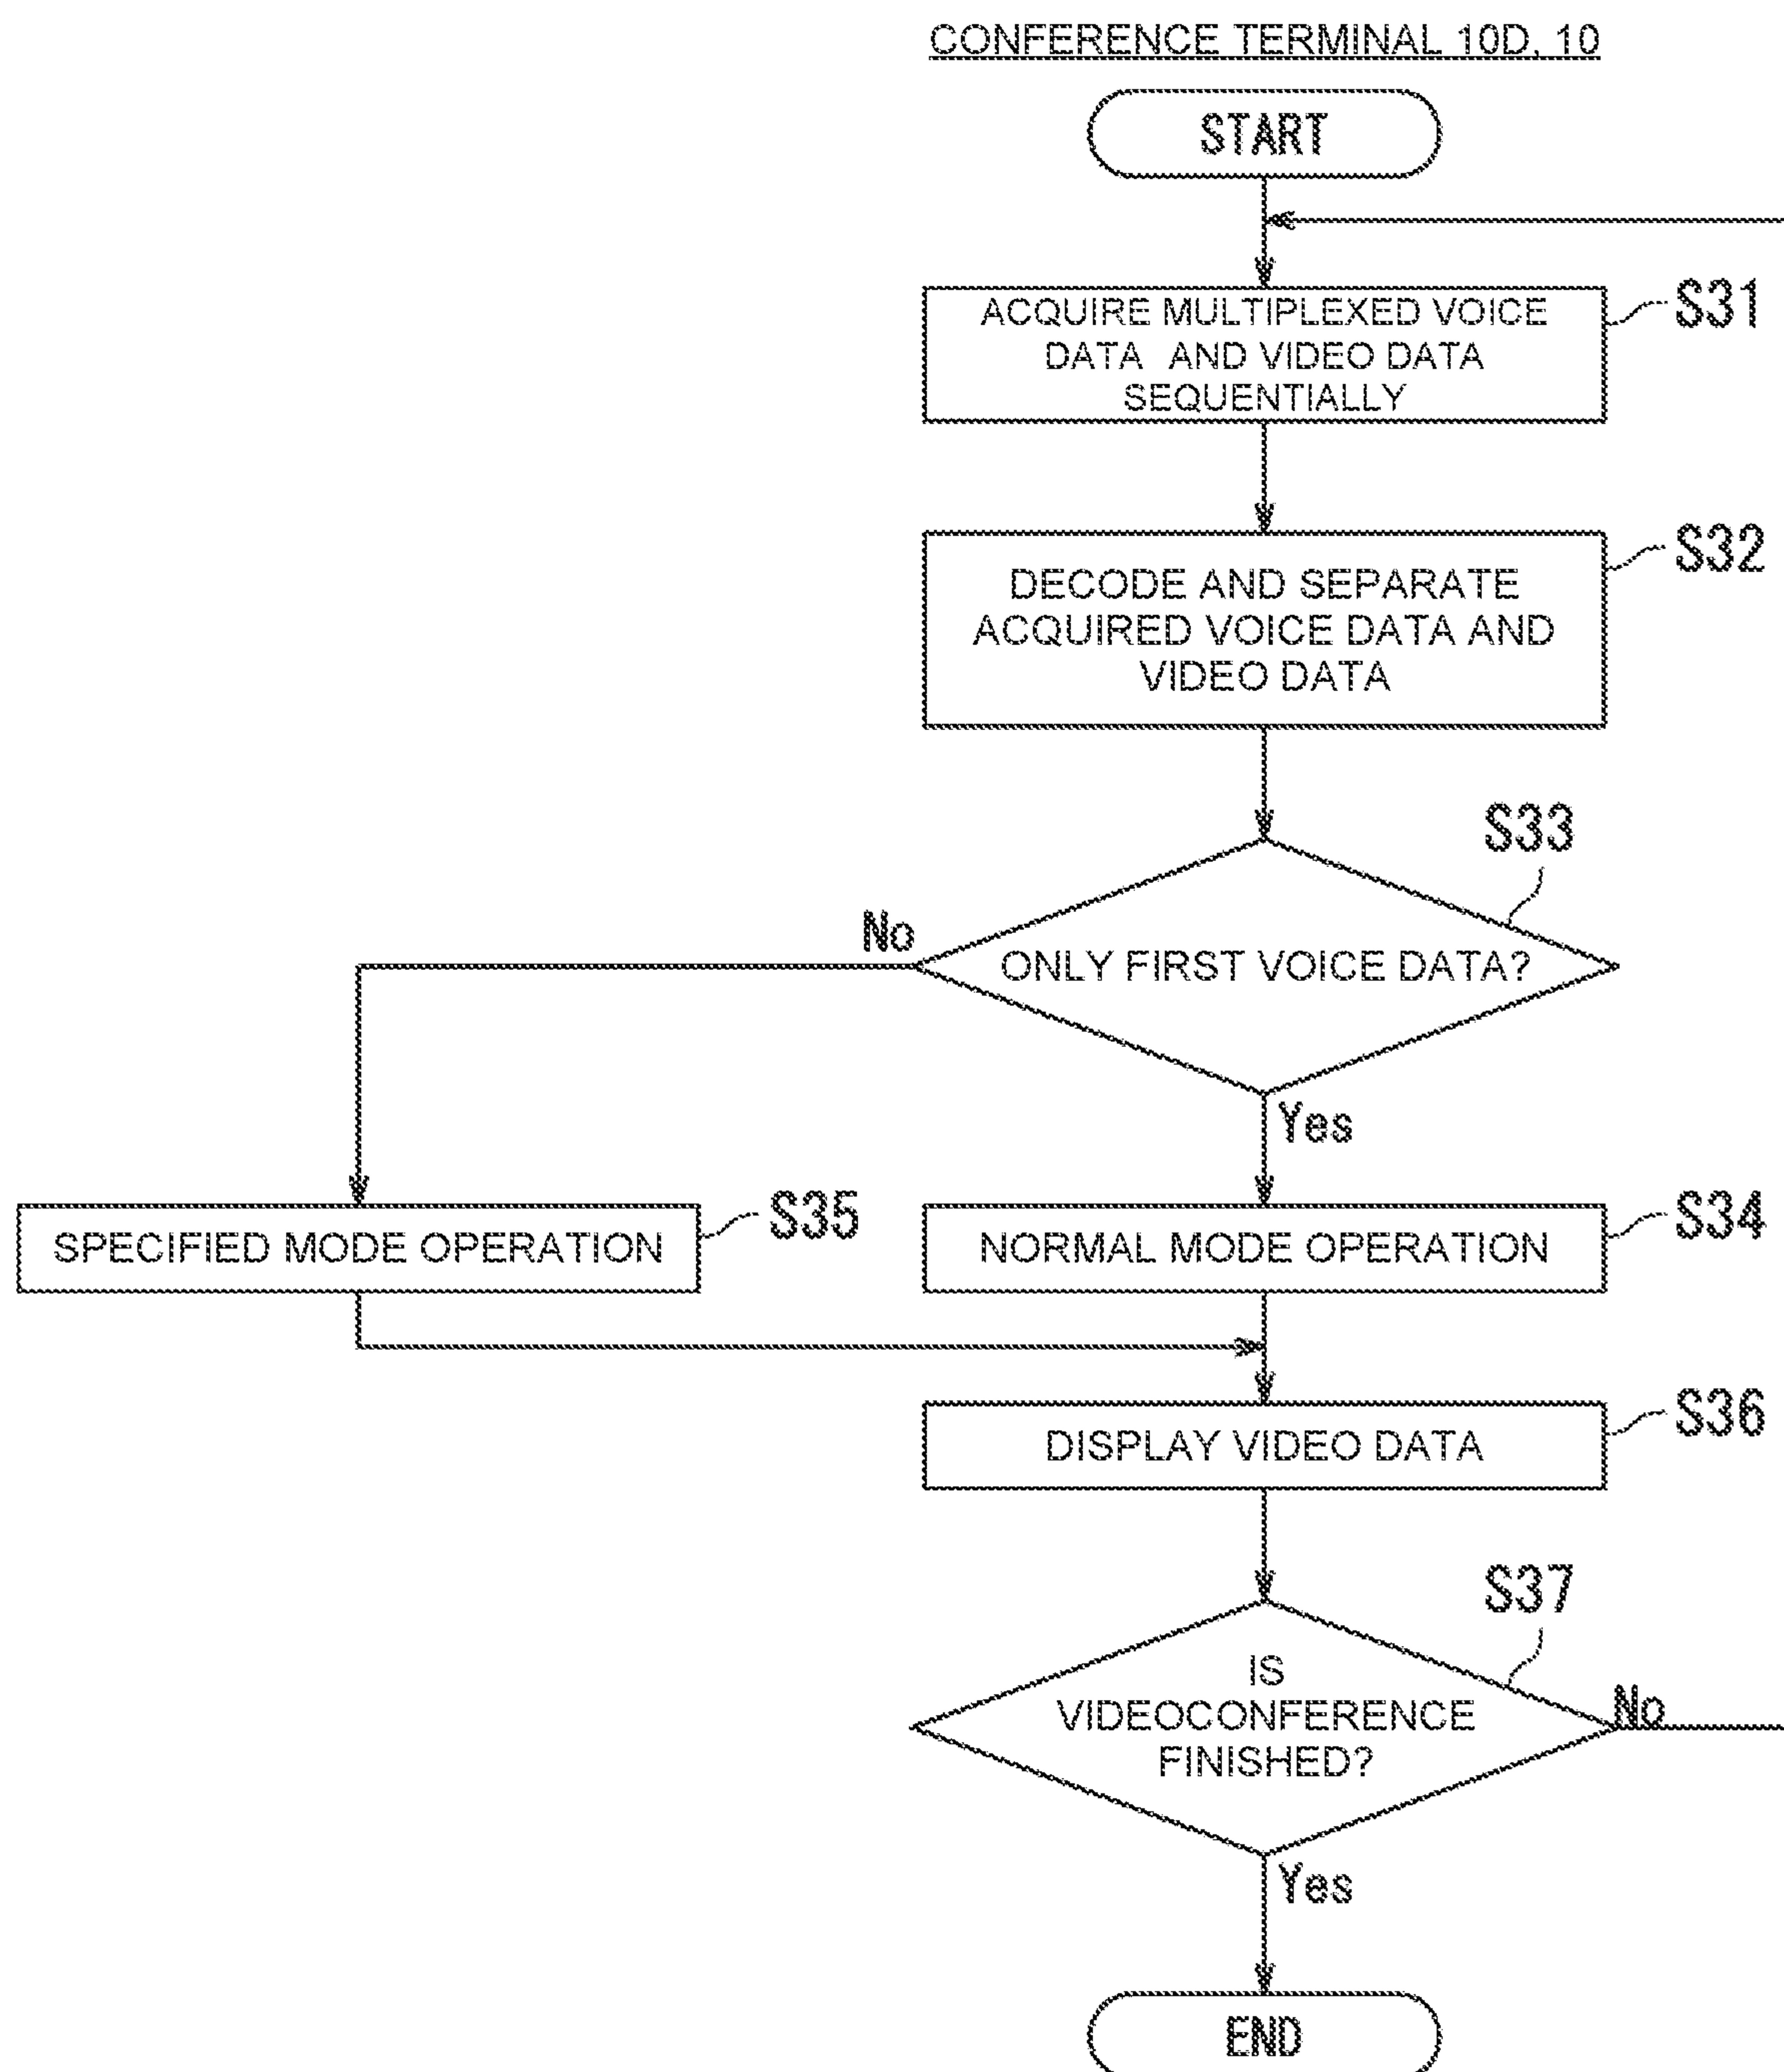 CONFERENCE TERMINAL 10D, 10
START
ACQUIRE MULTIPLEXED VOICE
DATA AND VIDEO DATA
SEQUENTIALLY
S31
DECODE AND SEPARATE
ACQUIRED VOICE DATA AND
VIDEO DATA
S32
S33
ONLY FIRST VOICE DATA?
No
Yes
SPECIFIED MODE OPERATION
S35
NORMAL MODE OPERATION
S34
DISPLAY VIDEO DATA
S36
S37
IS
VIDEOCONFERENCE
FINISHED?
No
Yes
END